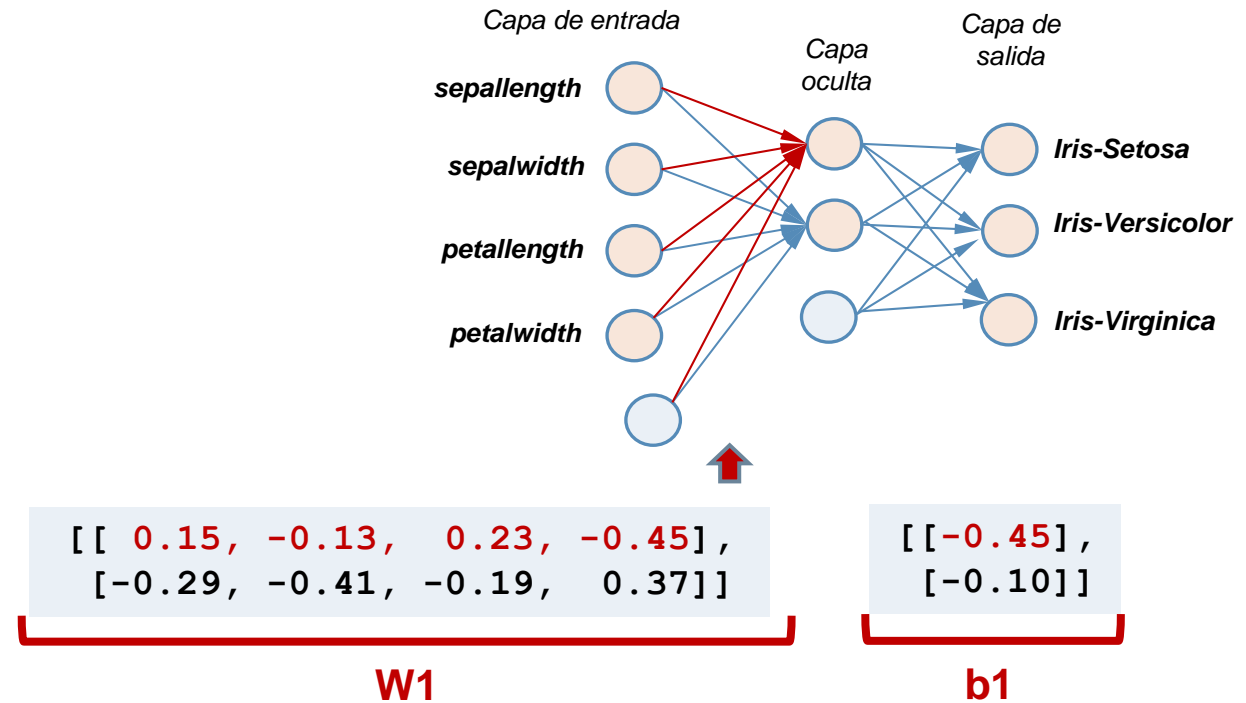 Capa de entrada
Capa
oculta
Capa de
salida
sepallength
sepalwidth
petallength
petalwidth
Iris-Setosa
Iris-Versicolor
Iris-Virginica
[[ 0.15, -0.13, 0.23, -0.45],
[-0.29, -0.41, -0.19, 0.37]]
W1
[[-0.45],
[-0.10]]
b1